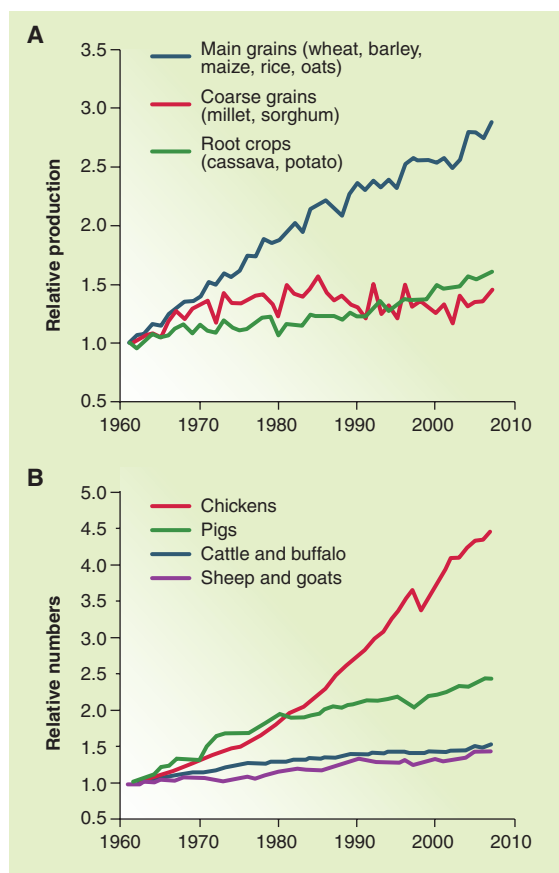 A
3.5
3.0
2.5
2.0
1.5
1.0
0.5
Relative production
Main grains (wheat, barley,
maize, rice, oats)
Coarse grains
(millet, sorghum)
Root crops
(cassava, potato)
1960 1970 1980 1990 2000 2010
B
5.0
4.5
4.0
3.5
3.0
2.5
2.0
1.5
1.0
0.5
Relative numbers
Chickens
Pigs
Cattle and buffalo
Sheep and goats
1960 1970 1980 1990 2000 2010